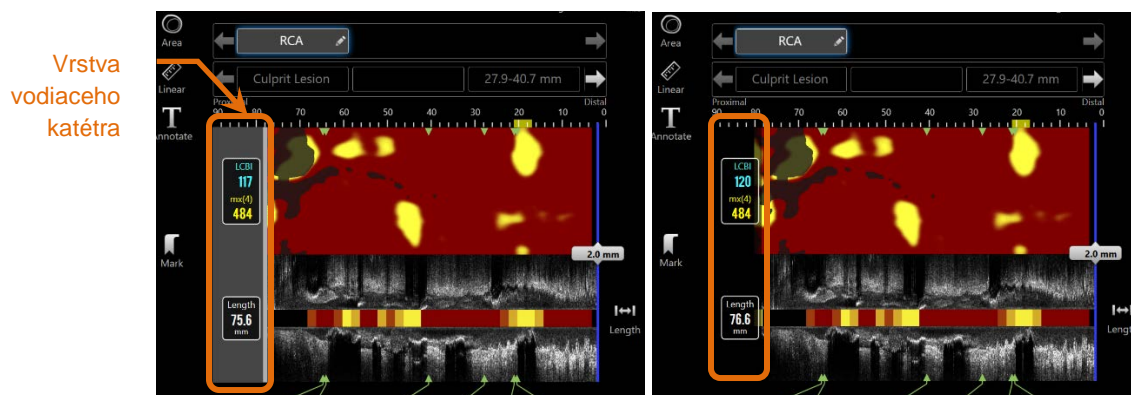 Vrstva
vodiaceho
katétra
Area
RCA
Linear
Culprit Lesion
27.9-40.7 mm
Proximal
Distal
90 80 70 60 50 40 30 20 10 0
Annotate
LCBI
117
mx(4)
484
Mark
2.0 mm
Length
75.6
mm
Length
Area
RCA
Linear
Culprit Lesion
27.9-40.7 mm
Proximal
Distal
90 80 70 60 50 40 30 20 10 0
nnotate
LCBI
120
mx(4)
484
Mark
2.0 mm
Length
76.6
mm
Lengt